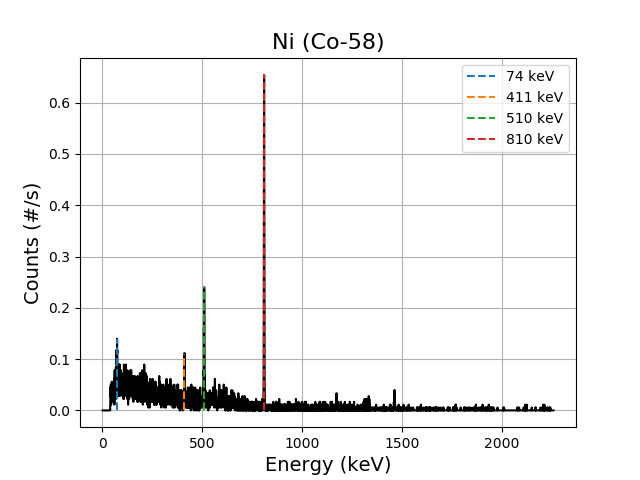 Ni (Co-58)
74 keV
411 keV
510 keV
810 keV
Counts (#/s)
0.6
0.5
0.4
0.3
0.2
0.1
0.0
0 500 1000 1500 2000
Energy (keV)